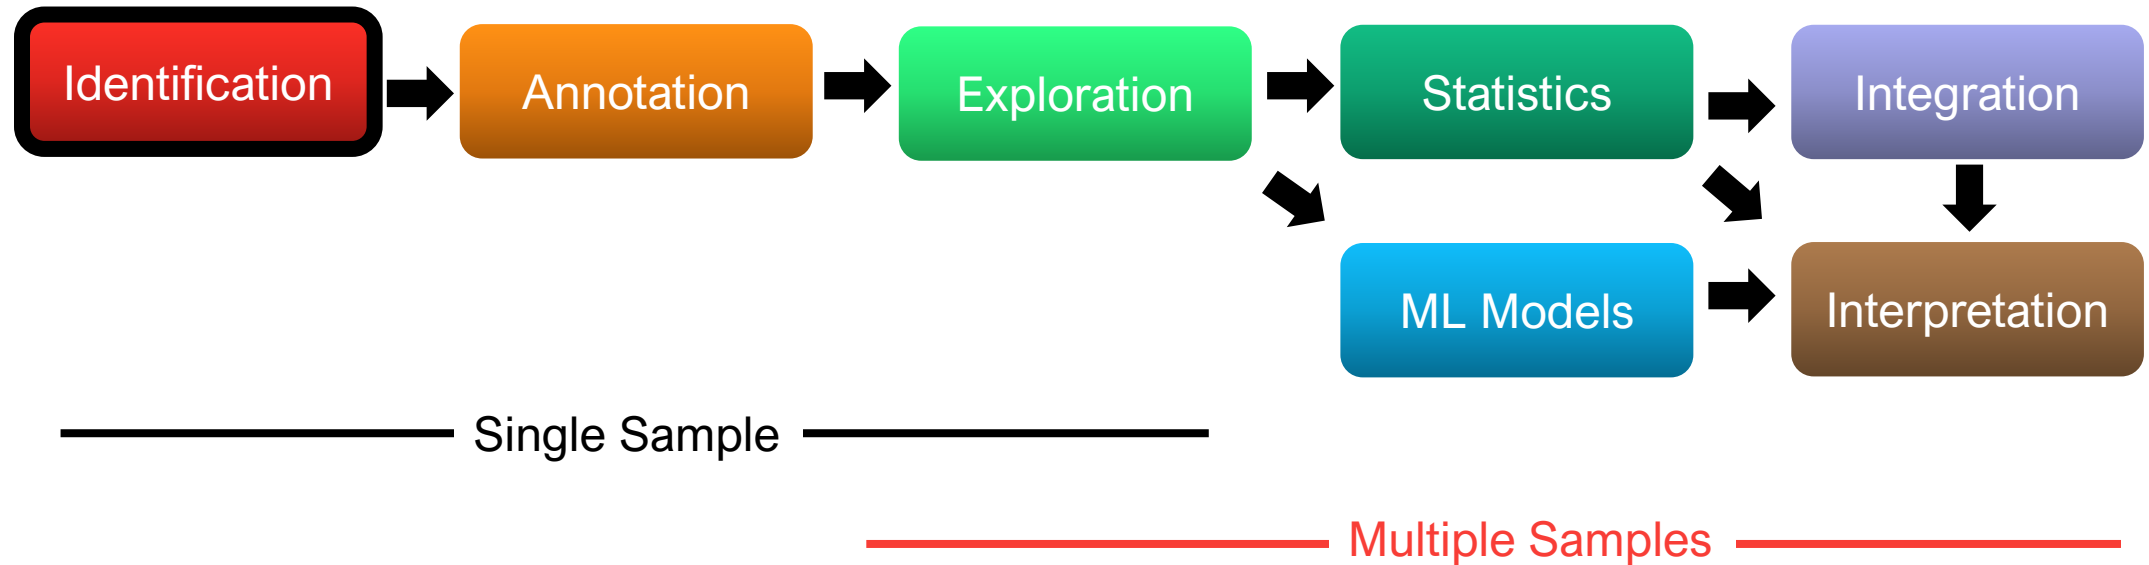 Identification
Annotation
Exploration
Statistics
Integration
ML Models
Interpretation
Single Sample
Multiple Samples